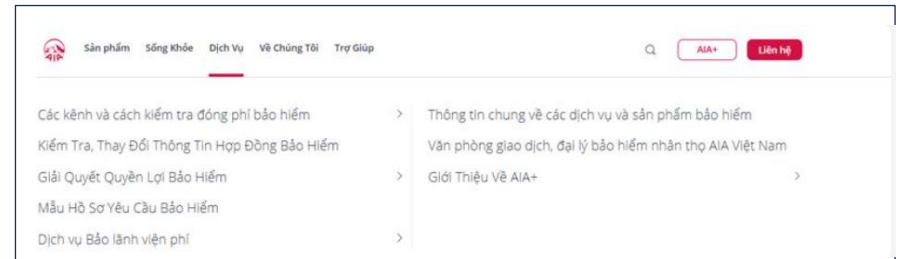 AIA
Sản phẩm Sống Khỏe Dịch Vụ Về Chúng Tôi Trợ Giúp AIA+ Liên hệ
Các kênh và cách kiểm tra đóng phí bảo hiểm
Kiểm Tra, Thay Đổi Thông Tin Hợp Đồng Bảo Hiểm
Giải Quyết Quyền Lợi Bảo Hiểm
Mẫu Hồ Sơ Yêu Cầu Bảo Hiểm
Dịch vụ Bảo lãnh viện phí
Thông tin chung về các dịch vụ và sản phẩm bảo hiểm
Văn phòng giao dịch, đại lý bảo hiểm nhân thọ AIA Việt Nam
Giới Thiệu Về AIA+